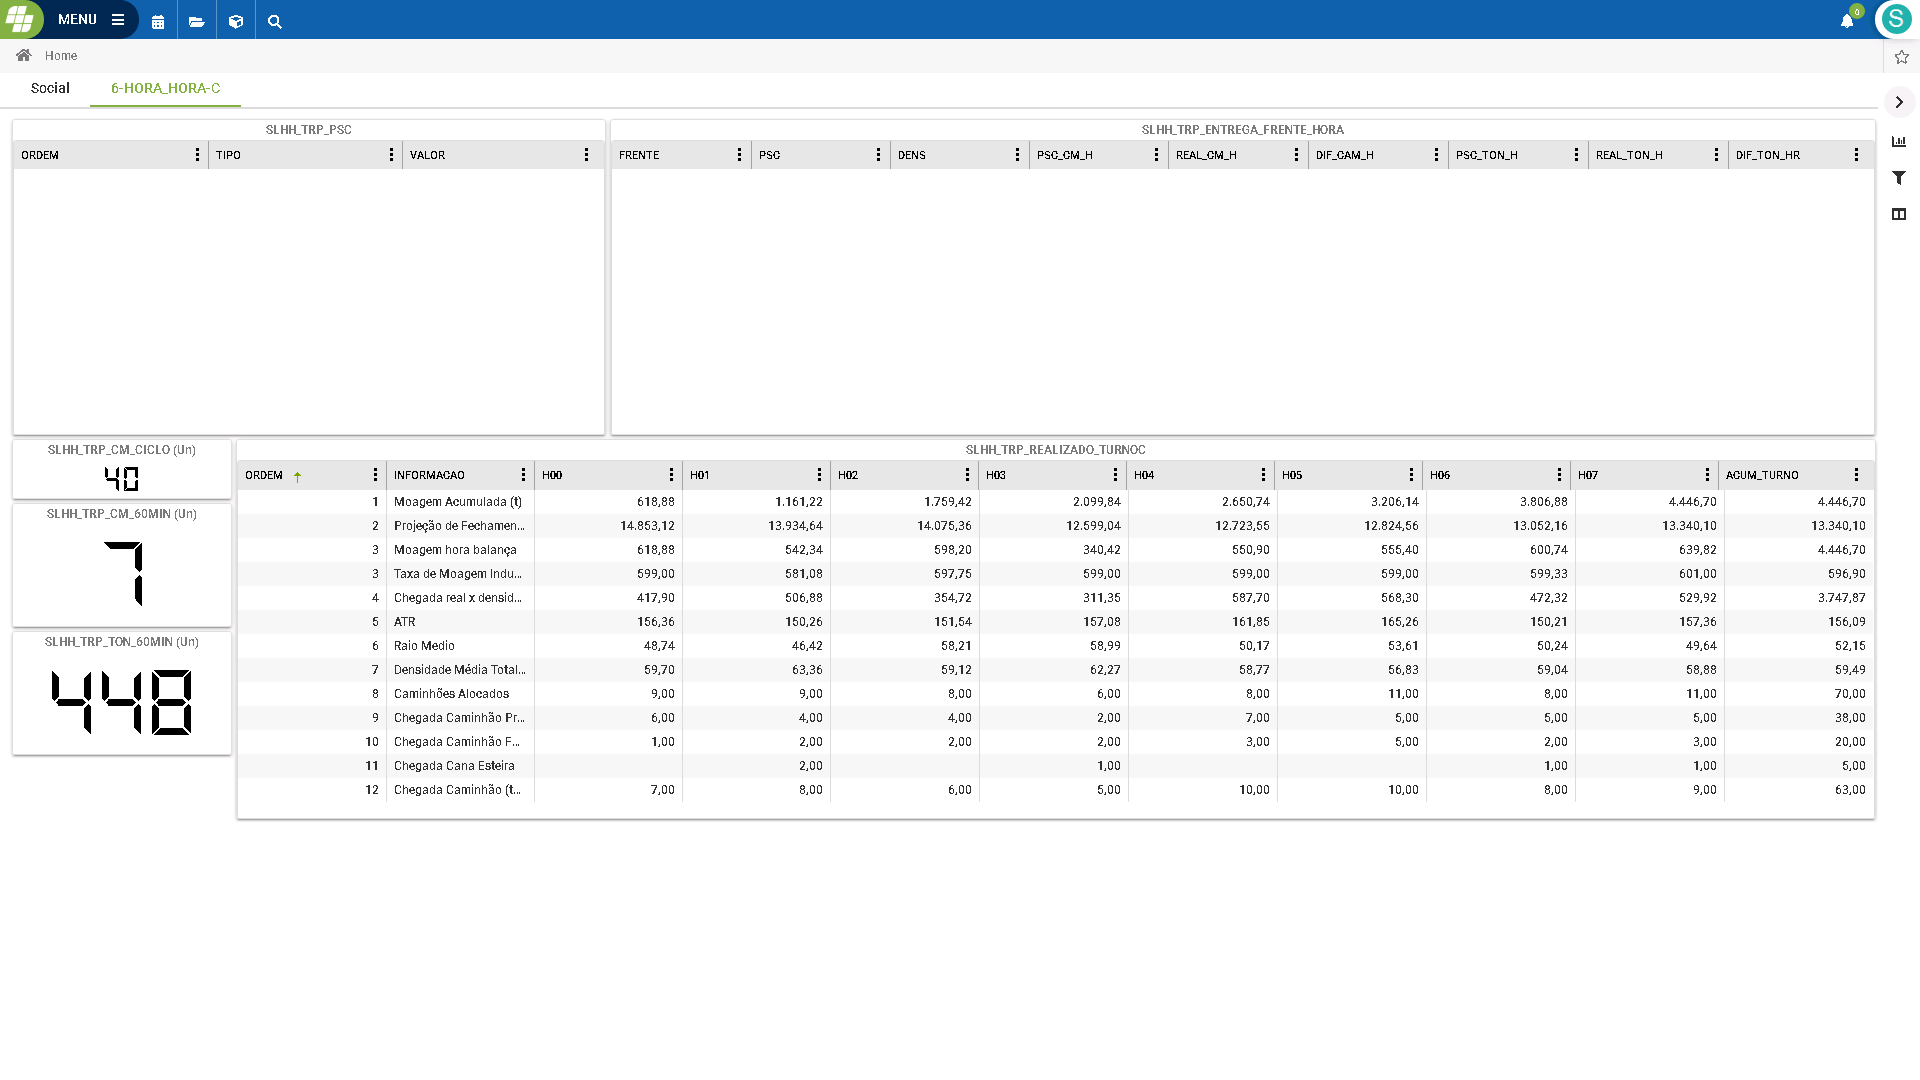 MENU
0
S
Home
Social 6-HORA_HORA-C
SLHH_TRP_PSC
ORDEM TIPO VALOR
SLHH_TRP_ENTREGA_FRENTE_HORA
FRENTE PSC DENS PSC_CM_H REAL_CM_H DIF_CAM_H PSC_TON_H REAL_TON_H DIF_TON_HR
SLHH_TRP_CM_CICLO (Un)
40
SLHH_TRP_CM_60MIN (Un)
7
SLHH_TRP_TON_60MIN (Un)
448
SLHH_TRP_REALIZADO_TURNOC
ORDEM INFORMACAO H00 H01 H02 H03 H04 H05 H06 H07 ACUM_TURNO
1 Moagem Acumulada (t) 618,88 1.161,22 1.759,42 2.099,84 2.650,74 3.206,14 3.806,88 4.446,70 4.446,70
2 Projeção de Fechamen... 14.853,12 13.934,64 14.075,36 12.599,04 12.723,55 12.824,56 13.052,16 13.340,10 13.340,10
3 Moagem hora balança 618,88 542,34 598,20 340,42 550,90 555,40 600,74 639,82 4.446,70
3 Taxa de Moagem Indu... 599,00 581,08 597,75 599,00 599,00 599,00 599,33 601,00 596,90
4 Chegada real x densid... 417,90 506,88 354,72 311,35 587,70 568,30 472,32 529,92 3.747,87
5 ATR 156,36 150,26 151,54 157,08 161,85 165,26 150,21 157,36 156,09
6 Raio Medio 48,74 46,42 58,21 58,99 50,17 53,61 50,24 49,64 52,15
7 Densidade Média Total... 59,70 63,36 59,12 62,27 58,77 56,83 59,04 58,88 59,49
8 Caminhões Alocados 9,00 9,00 8,00 6,00 8,00 11,00 8,00 11,00 70,00
9 Chegada Caminhão Pr... 6,00 4,00 4,00 2,00 7,00 5,00 5,00 5,00 38,00
10 Chegada Caminhão F... 1,00 2,00 2,00 2,00 3,00 5,00 2,00 3,00 20,00
11 Chegada Cana Esteira 2,00 1,00 1,00 1,00 5,00
12 Chegada Caminhão (t... 7,00 8,00 6,00 5,00 10,00 10,00 8,00 9,00 63,00